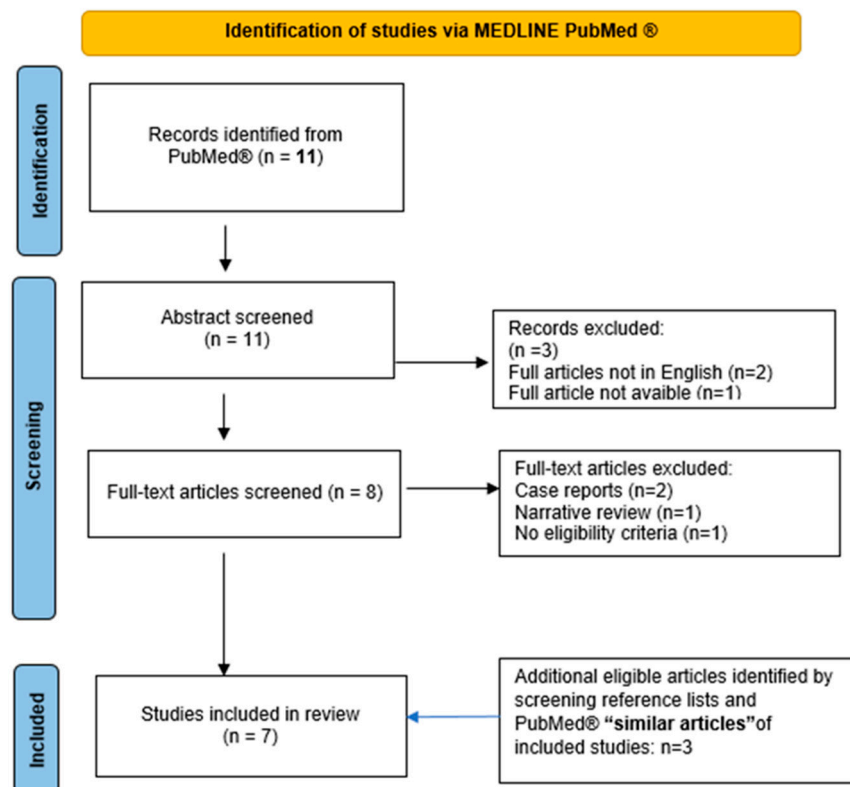 Identification of studies via MEDLINE PubMed ®
Identification
Records identified from
PubMed® (n = 11)
Screening
Abstract screened
(n = 11)
Records excluded:
(n =3)
Full articles not in English (n=2)
Full article not avaible (n=1)
Full-text articles screened (n = 8)
Full-text articles excluded:
Case reports (n=2)
Narrative review (n=1)
No eligibility criteria (n=1)
Included
Studies included in review
(n = 7)
Additional eligible articles identified by
screening reference lists and
PubMed® “similar articles”of
included studies: n=3